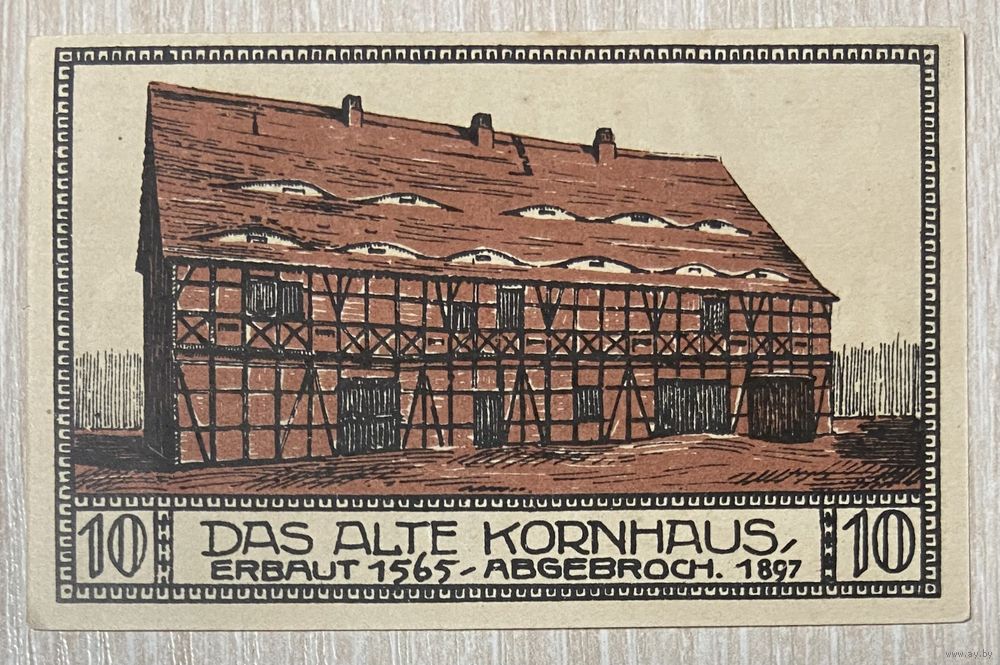 10 DAS ALTE KORNHAUS, 10
ERBAUT 1565, ABGEBROCH. 1897
www.ay.by